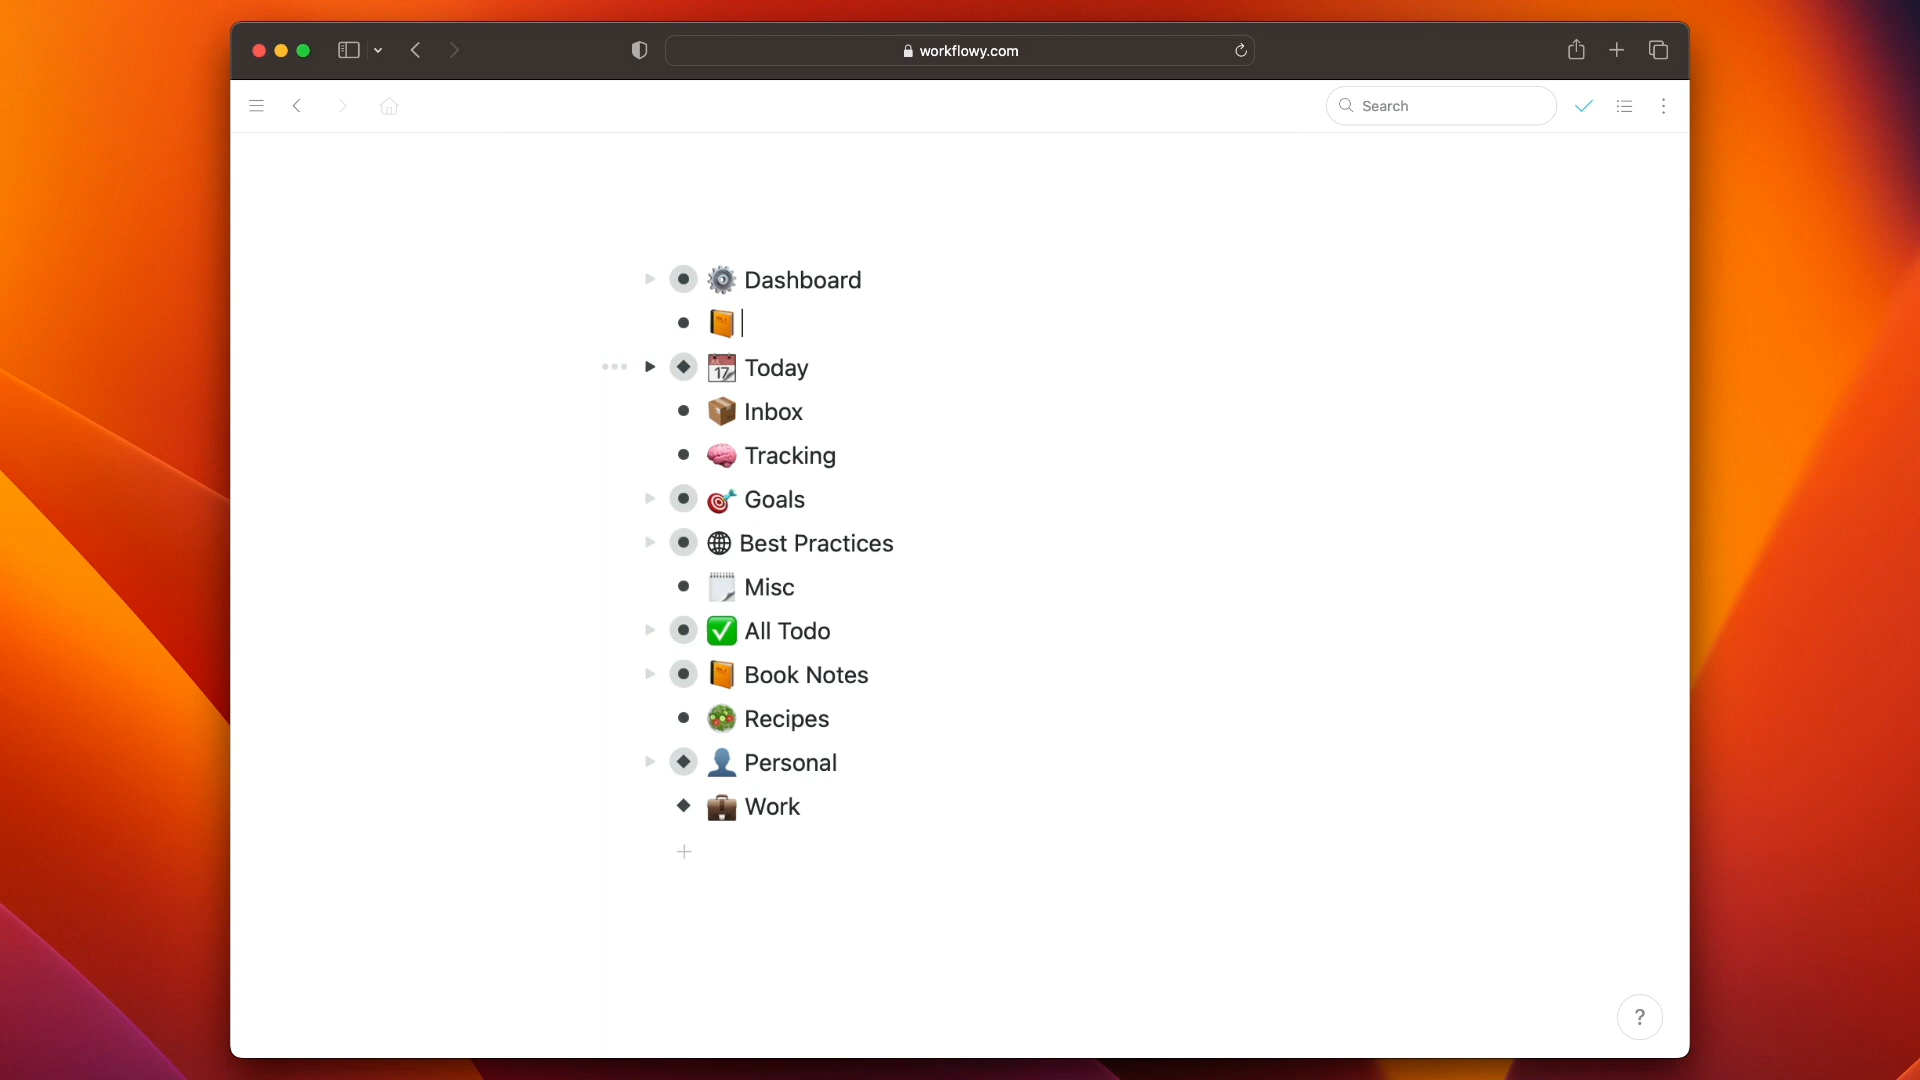 workflowy.com
Search
⚙️ Dashboard
📙
📅 Today
📦 Inbox
🧠 Tracking
🎯 Goals
🌐 Best Practices
🗒️ Misc
✅ All Todo
📙 Book Notes
🥗 Recipes
👤 Personal
💼 Work
?